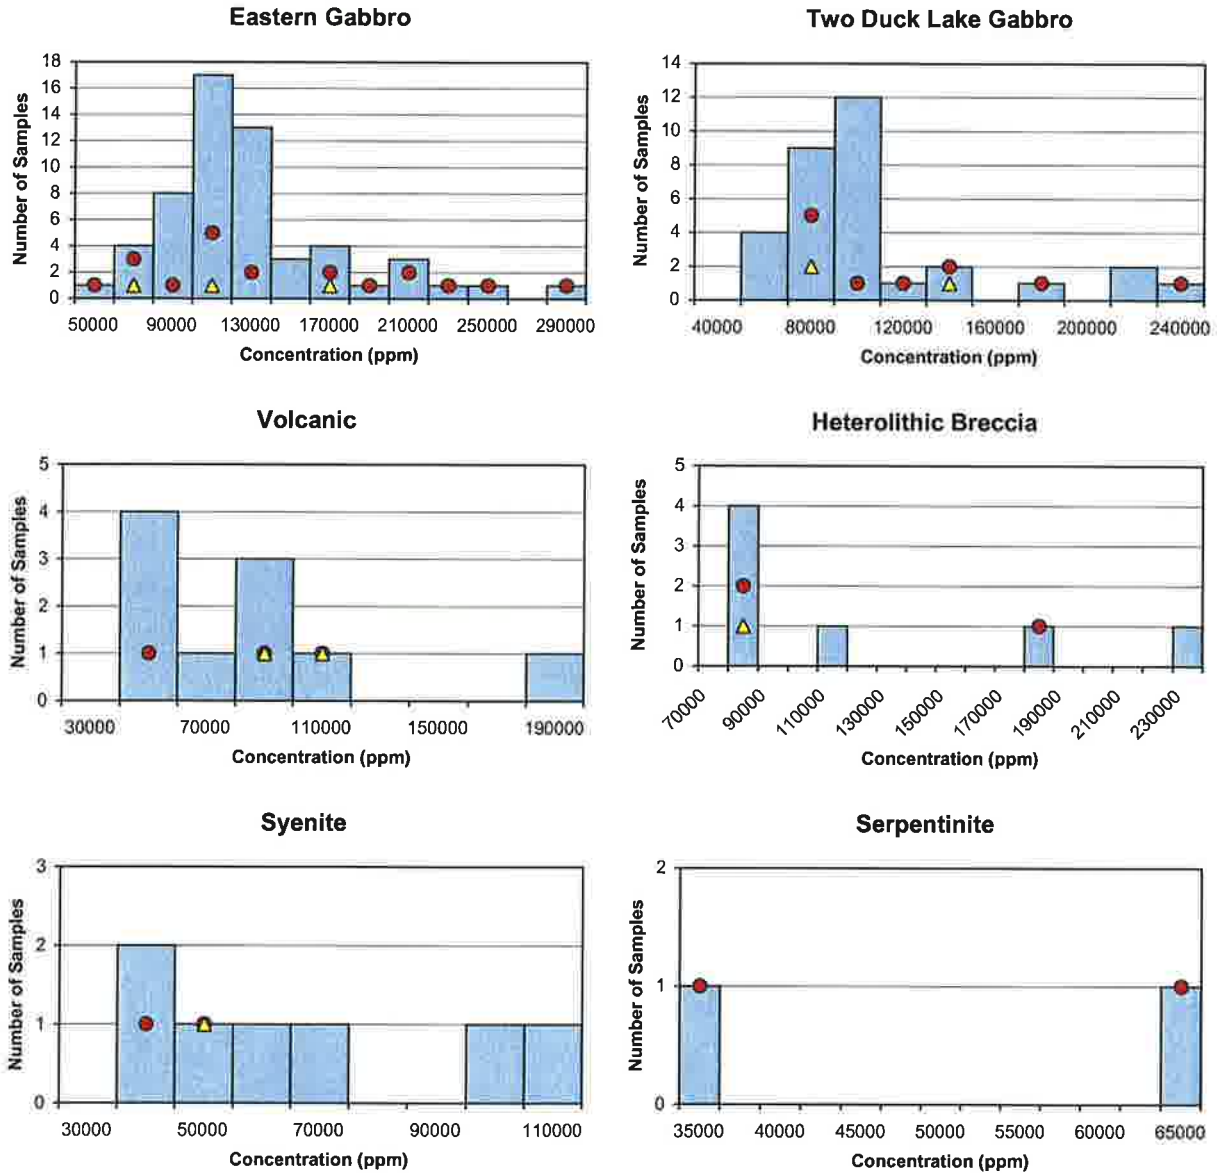 Eastern Gabbro
Number of Samples
18
16
14
12
10
8
6
4
2
0
50000 90000 130000 170000 210000 250000 290000
Concentration (ppm)
Two Duck Lake Gabbro
Number of Samples
14
12
10
8
6
4
2
0
40000 80000 120000 160000 200000 240000
Concentration (ppm)
Volcanic
Number of Samples
5
4
3
2
1
0
30000 70000 110000 150000 190000
Concentration (ppm)
Heterolithic Breccia
Number of Samples
5
4
3
2
1
0
70000 90000 110000 130000 150000 170000 190000 210000 230000
Concentration (ppm)
Syenite
Number of Samples
3
2
1
0
30000 50000 70000 90000 110000
Concentration (ppm)
Serpentinite
Number of Samples
2
1
0
35000 40000 45000 50000 55000 60000 65000
Concentration (ppm)